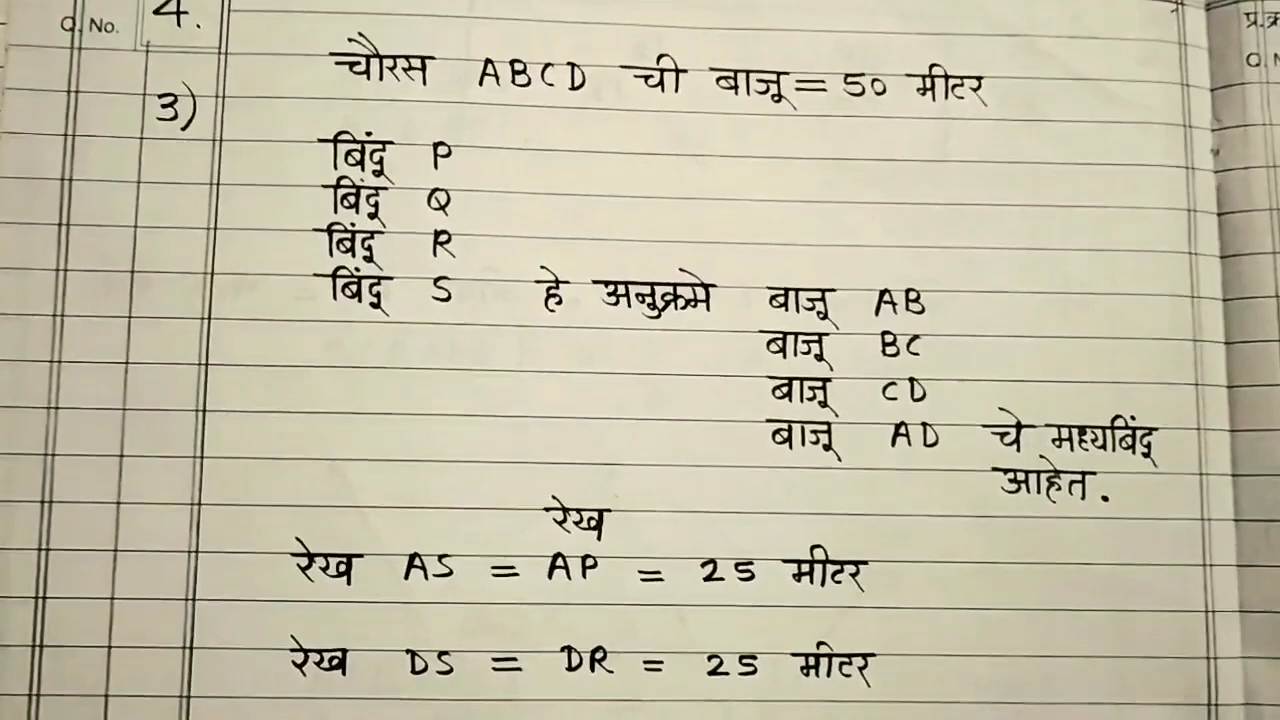 Q. No.
4.
प्र.क्र
Q. N
3)
चौरस ABCD ची बाजू = 50 मीटर
बिंदू P
बिंदू Q
बिंदू R
बिंदू S हे अनुक्रमे बाजू AB
बाजू BC
बाजू CD
बाजू AD चे मध्यबिंदू
आहेत.
रेख
रेख AS = AP = 25 मीटर
रेख DS = DR = 25 मीटर